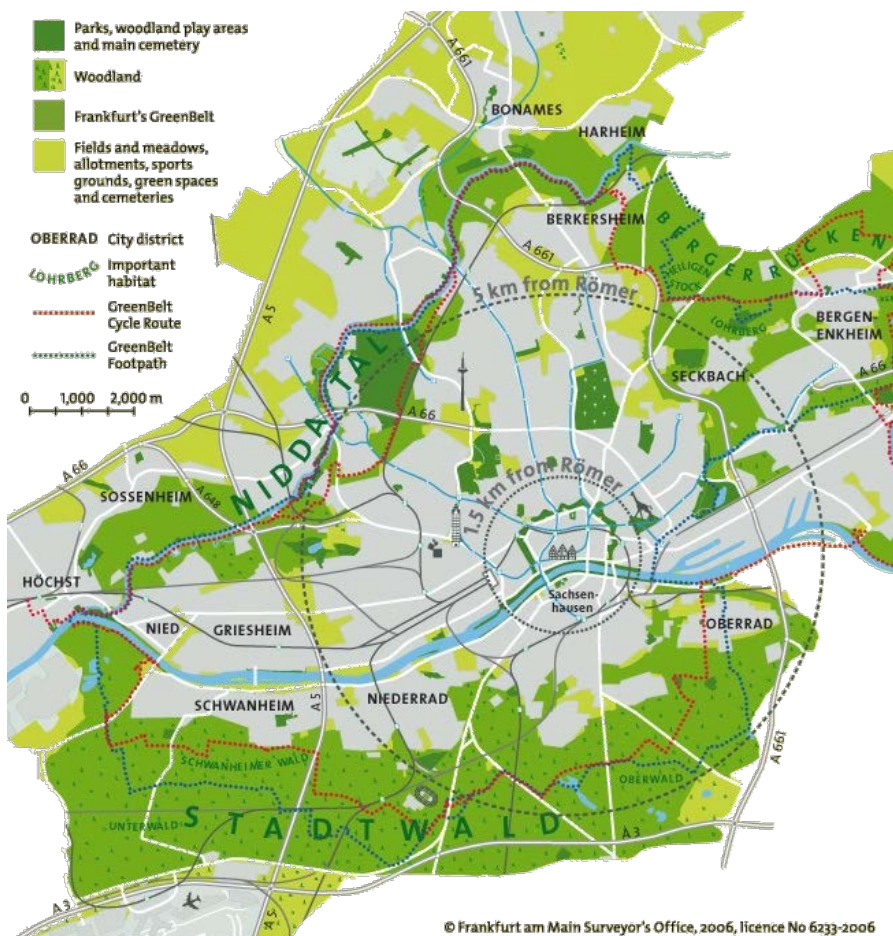 Parks, woodland play areas
and main cemetery
Woodland
Frankfurt's GreenBelt
Fields and meadows,
allotments, sports
grounds, green spaces
and cemeteries
OBERRAD City district
LOHRBERG Important
habitat
GreenBelt
Cycle Route
GreenBelt
Footpath
0 1,000 2,000 m
A 661
BONAMES
HARHEIM
BERKERSHEIM
A 661
BERGER RÜCKEN
HEILIGEN
STOCK
LOHRBERG
BERGEN-
ENKHEIM
A 5
5 km from Römer
SECKBACH
A 66
NIDDATAL
A 66
A 66
SOSSENHEIM
A 648
1.5 km from Römer
HÖCHST
Sachsen-
hausen
NIED
GRIESHEIM
OBERRAD
SCHWANHEIM
A 5
NIEDERRAD
A 661
SCHWANHEIMER WALD
OBERWALD
UNTERWALD
STADTWALD
A 3
A 3
A 5
© Frankfurt am Main Surveyor's Office, 2006, licence No 6233-2006